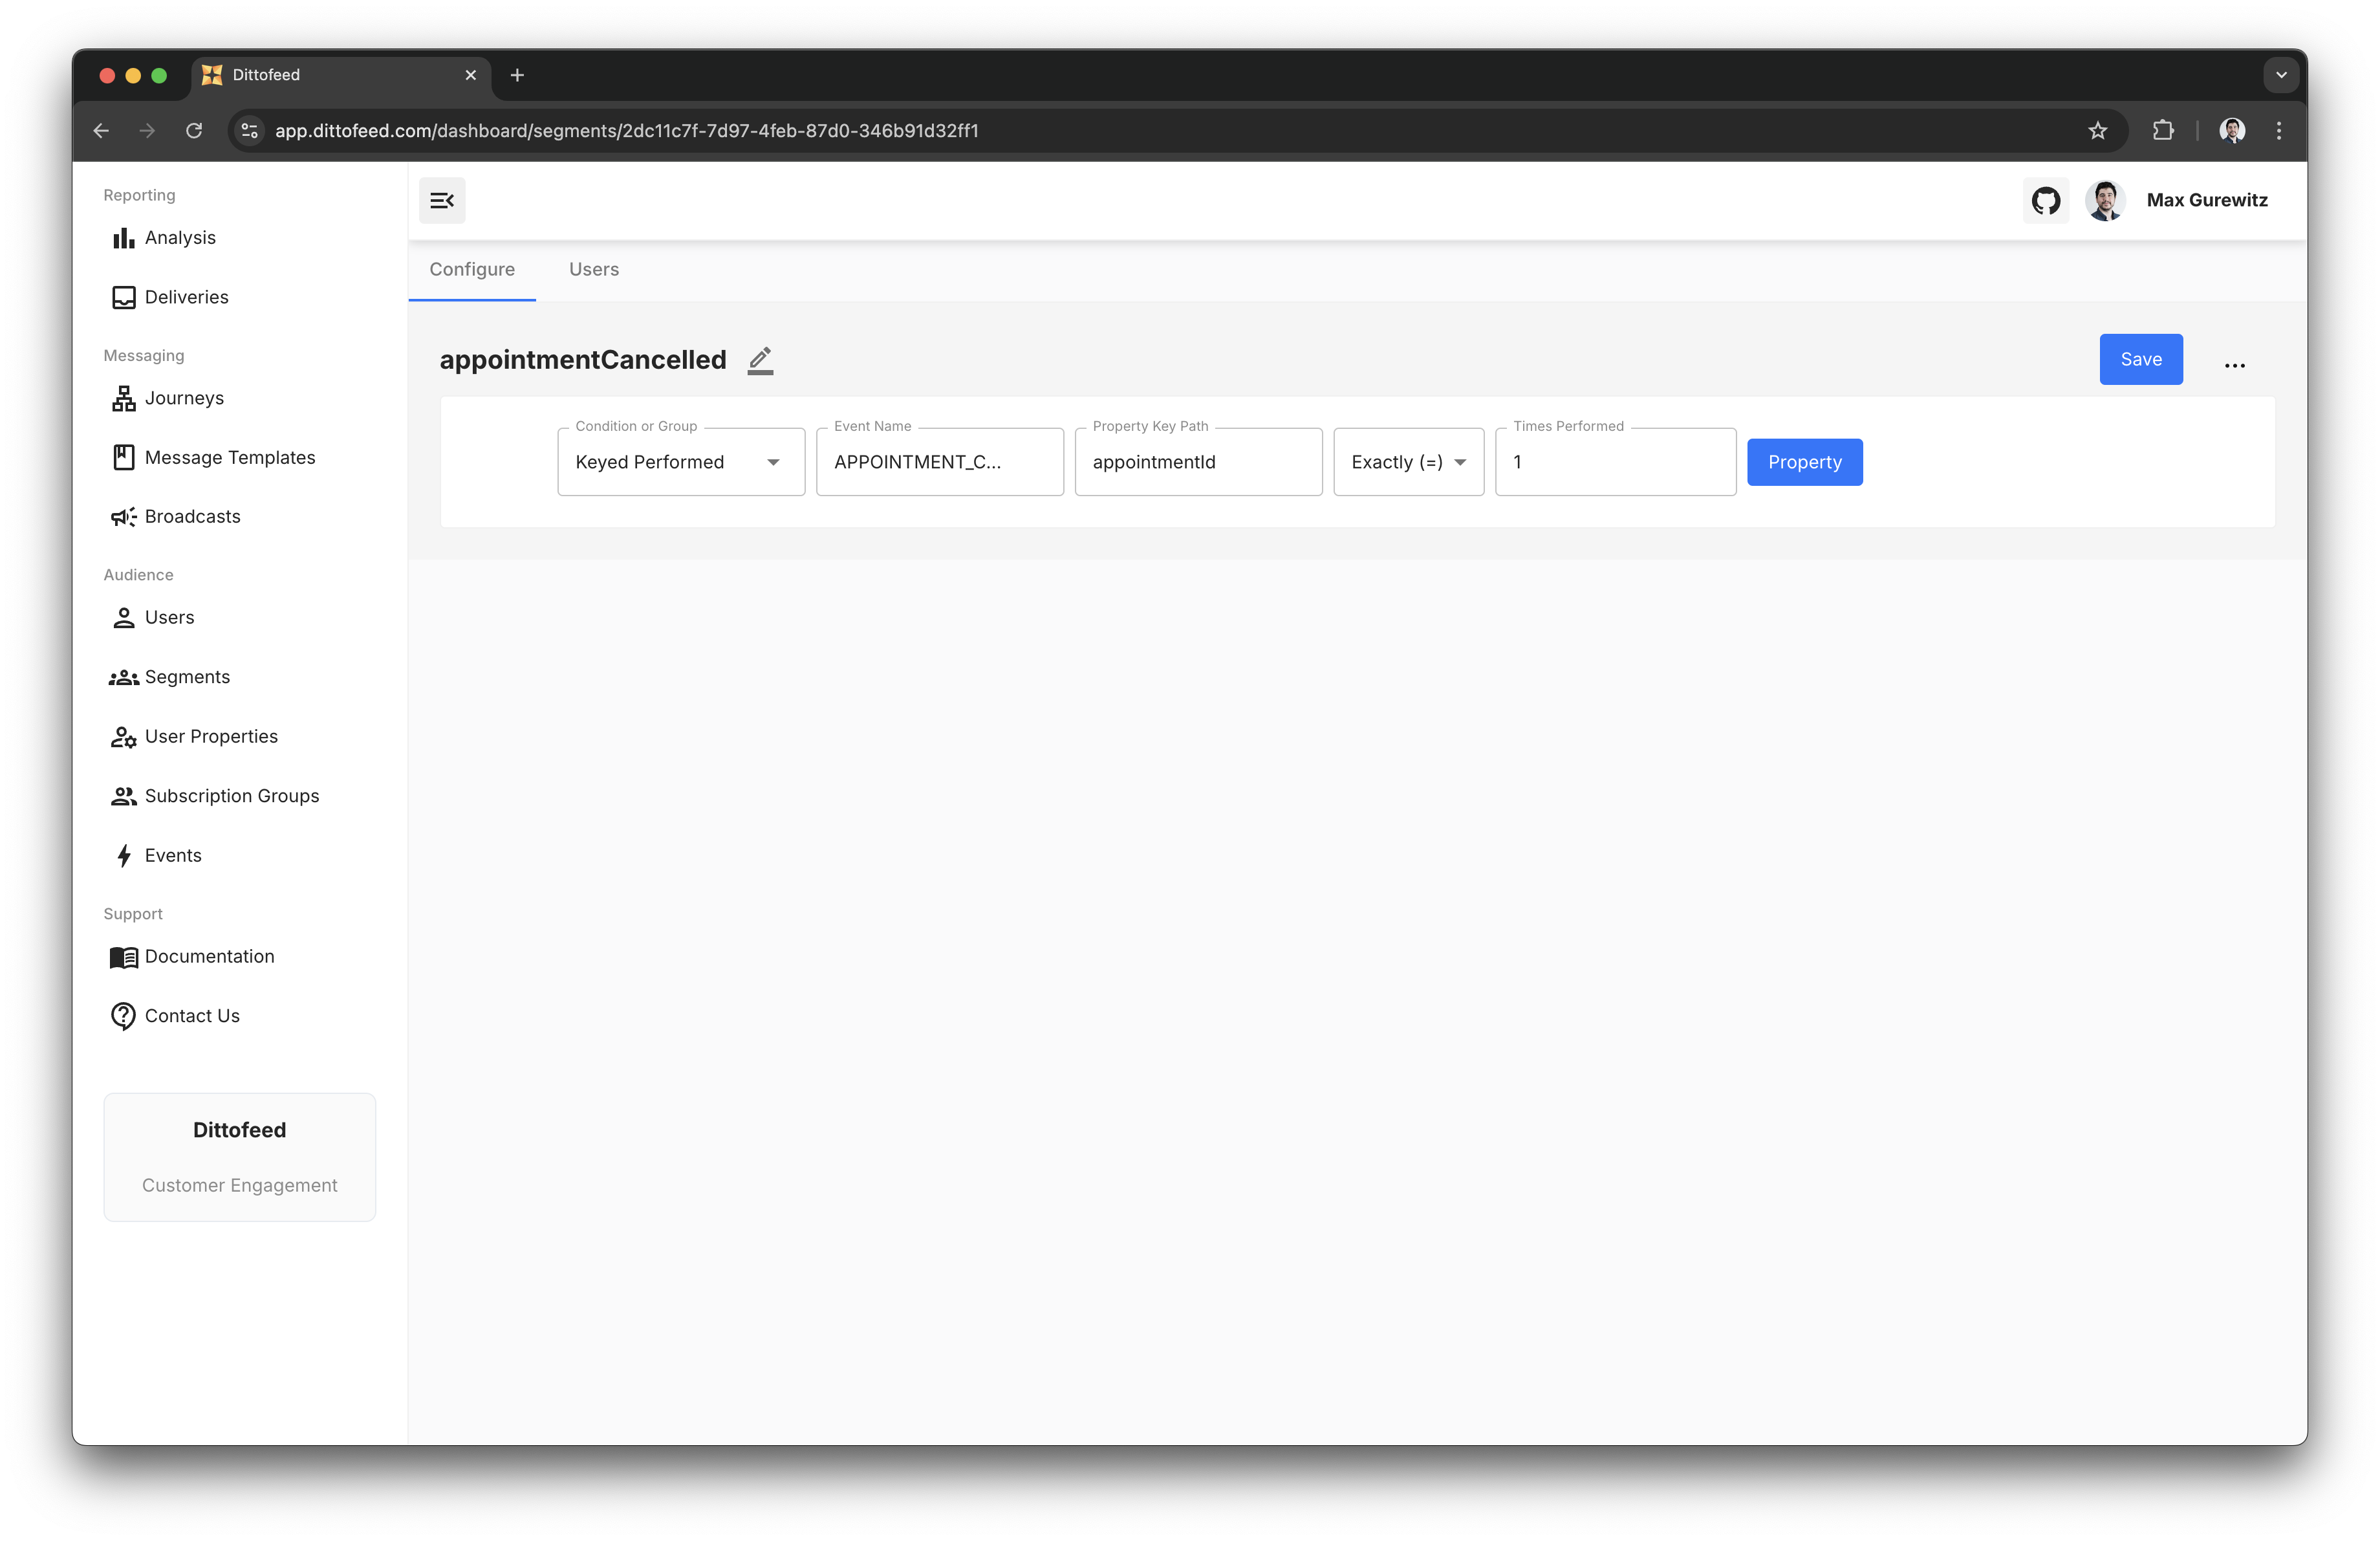 Dittofeed
app.dittofeed.com/dashboard/segments/2dc11c7f-7d97-4feb-87d0-346b91d32ff1
Reporting
Analysis
Deliveries
Messaging
Journeys
Message Templates
Broadcasts
Audience
Users
Segments
User Properties
Subscription Groups
Events
Support
Documentation
Contact Us
Dittofeed
Customer Engagement
Max Gurewitz
Configure
Users
appointmentCancelled
Save
Condition or Group
Keyed Performed
Event Name
APPOINTMENT_C...
Property Key Path
appointmentId
Exactly (=)
Times Performed
1
Property